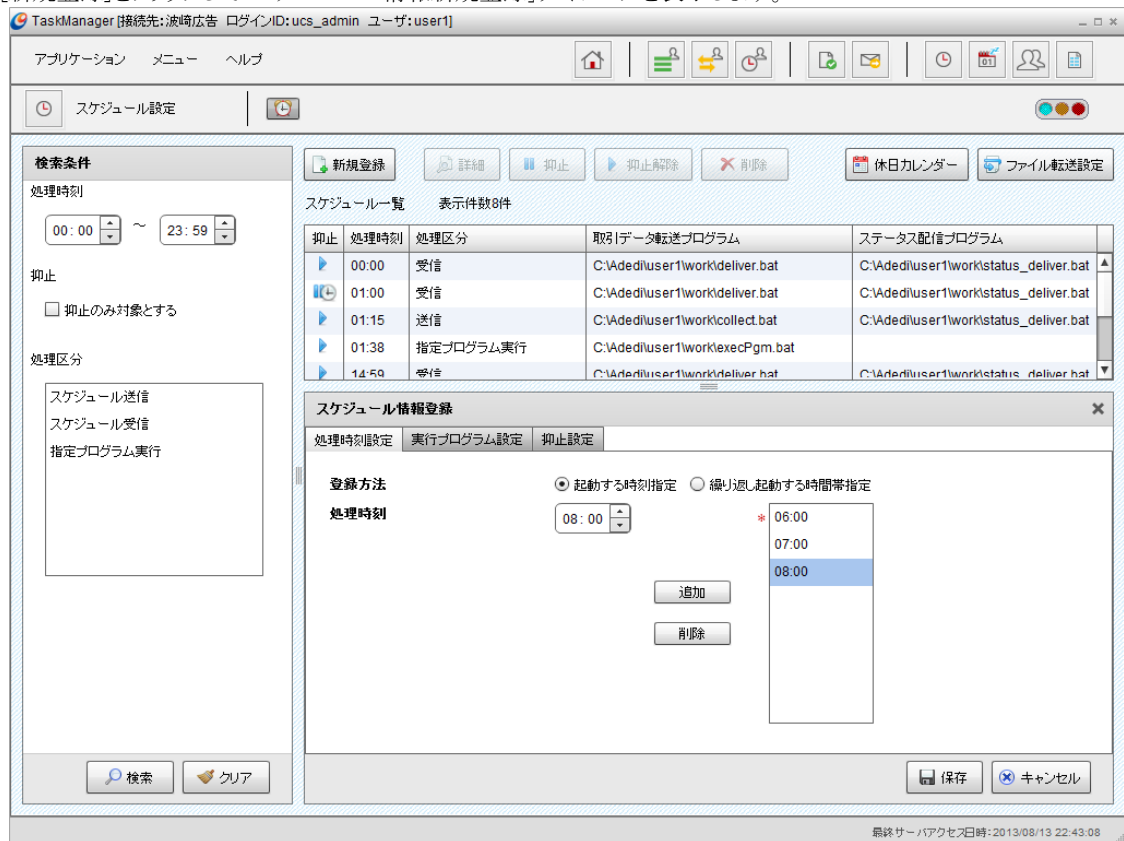 TaskManager [接続先:波崎広告 ログインID:ucs_admin ユーザ:user1]
アプリケーション メニュー ヘルプ
スケジュール設定
検索条件
処理時刻
00:00 ~ 23:59
抑止
抑止のみ対象とする
処理区分
スケジュール送信
スケジュール受信
指定プログラム実行
検索 クリア
新規登録 詳細 抑止 抑止解除 削除 休日カレンダー ファイル転送設定
スケジュール一覧 表示件数8件
抑止 処理時刻 処理区分 取引データ転送プログラム ステータス配信プログラム
00:00 受信 C:\Adedi\user1\work\deliver.bat C:\Adedi\user1\work\status_deliver.bat
01:00 受信 C:\Adedi\user1\work\deliver.bat C:\Adedi\user1\work\status_deliver.bat
01:15 送信 C:\Adedi\user1\work\collect.bat C:\Adedi\user1\work\status_deliver.bat
01:38 指定プログラム実行 C:\Adedi\user1\work\execPgm.bat
14:59 受信 C:\Adedi\user1\work\deliver.bat C:\Adedi\user1\work\status_deliver.bat
スケジュール情報登録
処理時刻設定 実行プログラム設定 抑止設定
登録方法 起動する時刻指定 繰り返し起動する時間帯指定
処理時刻 08:00 * 06:00
07:00
08:00
追加
削除
保存 キャンセル
最終サーバアクセス日時:2013/08/13 22:43:08